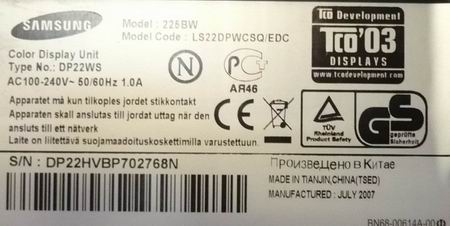 SAMSUNG
Model : 225BW
Model Code : LS22DPWCSQ/EDC
Color Display Unit
Type No. : DP22WS
AC100-240V~ 50/60Hz 1.0A
N
PCT
AR46
TCO Development
TCO'03
DISPLAYS
www.tcodevelopment.com
Apparatet må kun tilkoples jordet stikkontakt
Apparaten skall anslutas till jordat uttag när den
ansluts till ett nätverk
Laite on liitettävä suojamaadoituskoskettimilla varustettuun.
CE
TÜV
Rheinland
Product Safety
GS
geprüfte
Sicherheit
S/N : DP22HVBP702768N
Произведено в Китае
MADE IN TIANJIN,CHINA(TSED)
MANUFACTURED : JULY 2007
BN68-00614A-00